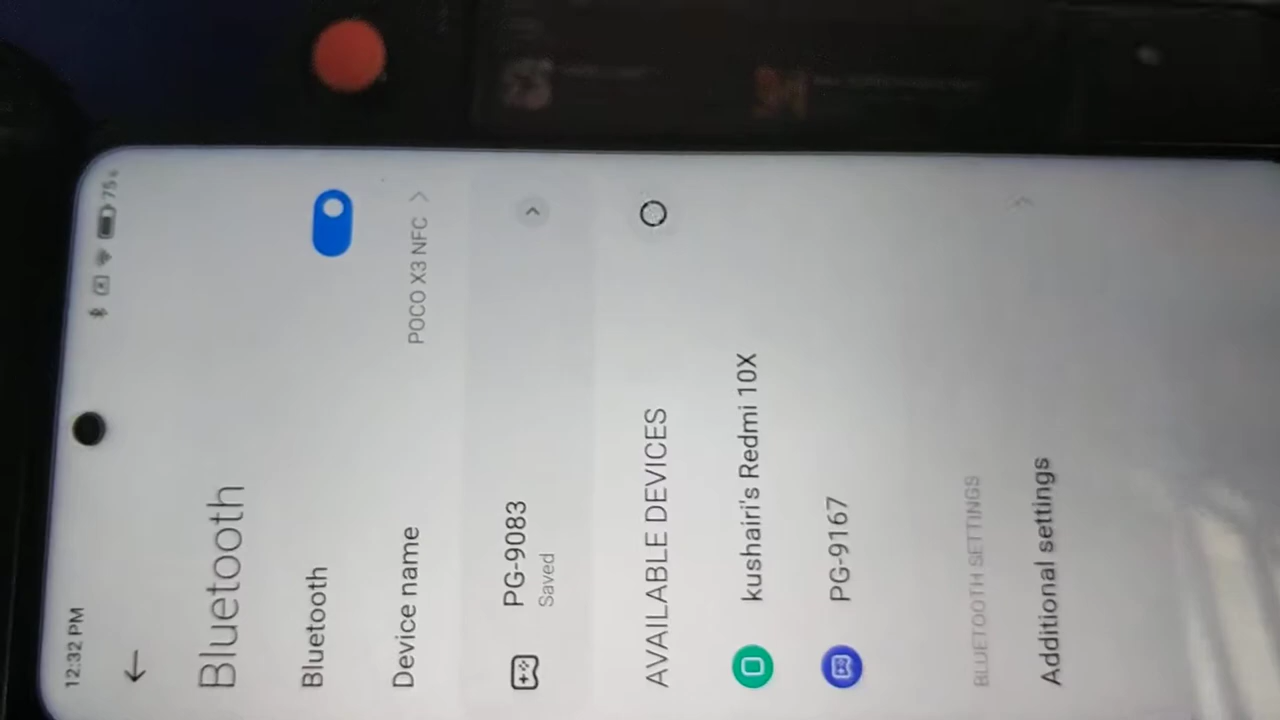 12:32 PM
75
Bluetooth
Bluetooth
Device name
POCO X3 NFC
PG-9083
Saved
AVAILABLE DEVICES
kushairi's Redmi 10X
PG-9167
BLUETOOTH SETTINGS
Additional settings